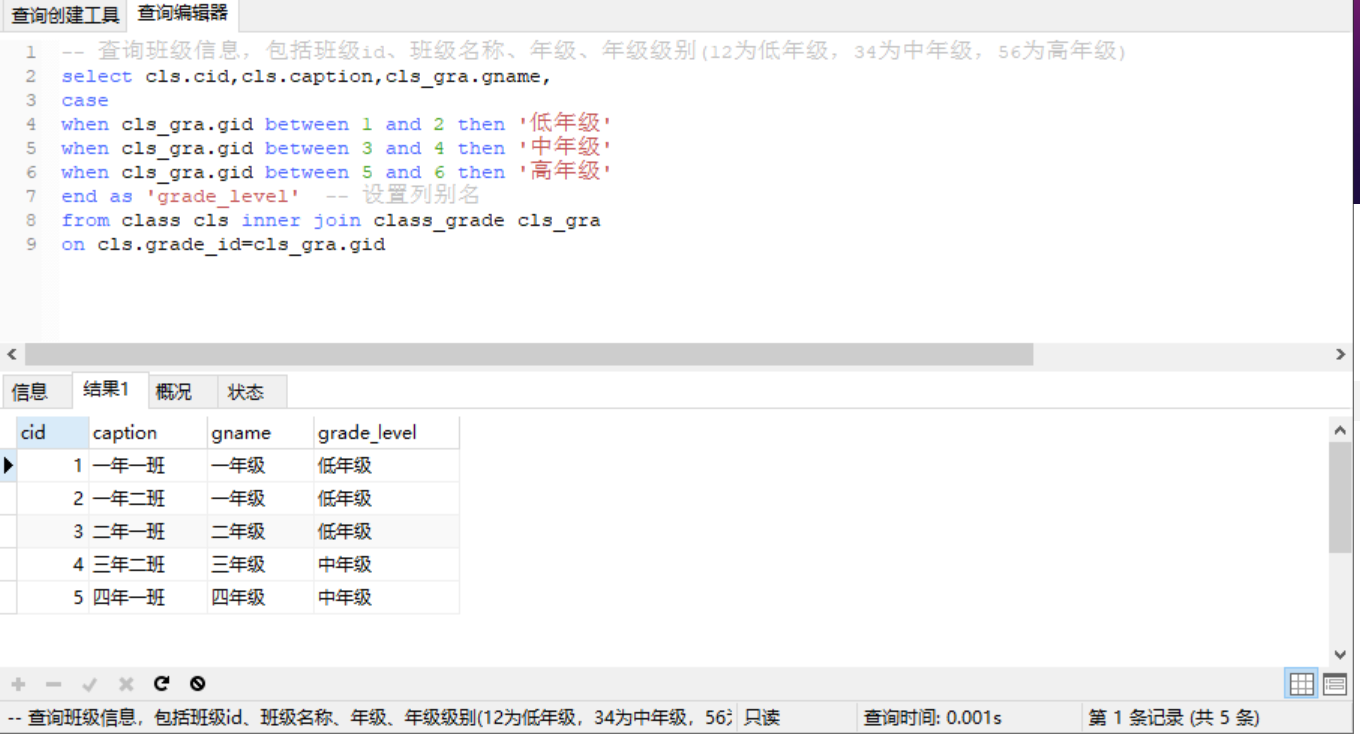 查询创建工具 查询编辑器
1 -- 查询班级信息，包括班级id、班级名称、年级、年级级别(12为低年级，34为中年级，56为高年级)
2 select cls.cid,cls.caption,cls_gra.gname,
3 case
4 when cls_gra.gid between 1 and 2 then '低年级'
5 when cls_gra.gid between 3 and 4 then '中年级'
6 when cls_gra.gid between 5 and 6 then '高年级'
7 end as 'grade_level' -- 设置列别名
8 from class cls inner join class_grade cls_gra
9 on cls.grade_id=cls_gra.gid
信息 结果1 概况 状态
cid caption gname grade_level
1 一年一班 一年级 低年级
2 一年二班 一年级 低年级
3 二年一班 二年级 低年级
4 三年二班 三年级 中年级
5 四年一班 四年级 中年级
-- 查询班级信息，包括班级id、班级名称、年级、年级级别(12为低年级，34为中年级，56 只读 查询时间: 0.001s 第 1 条记录 (共 5 条)